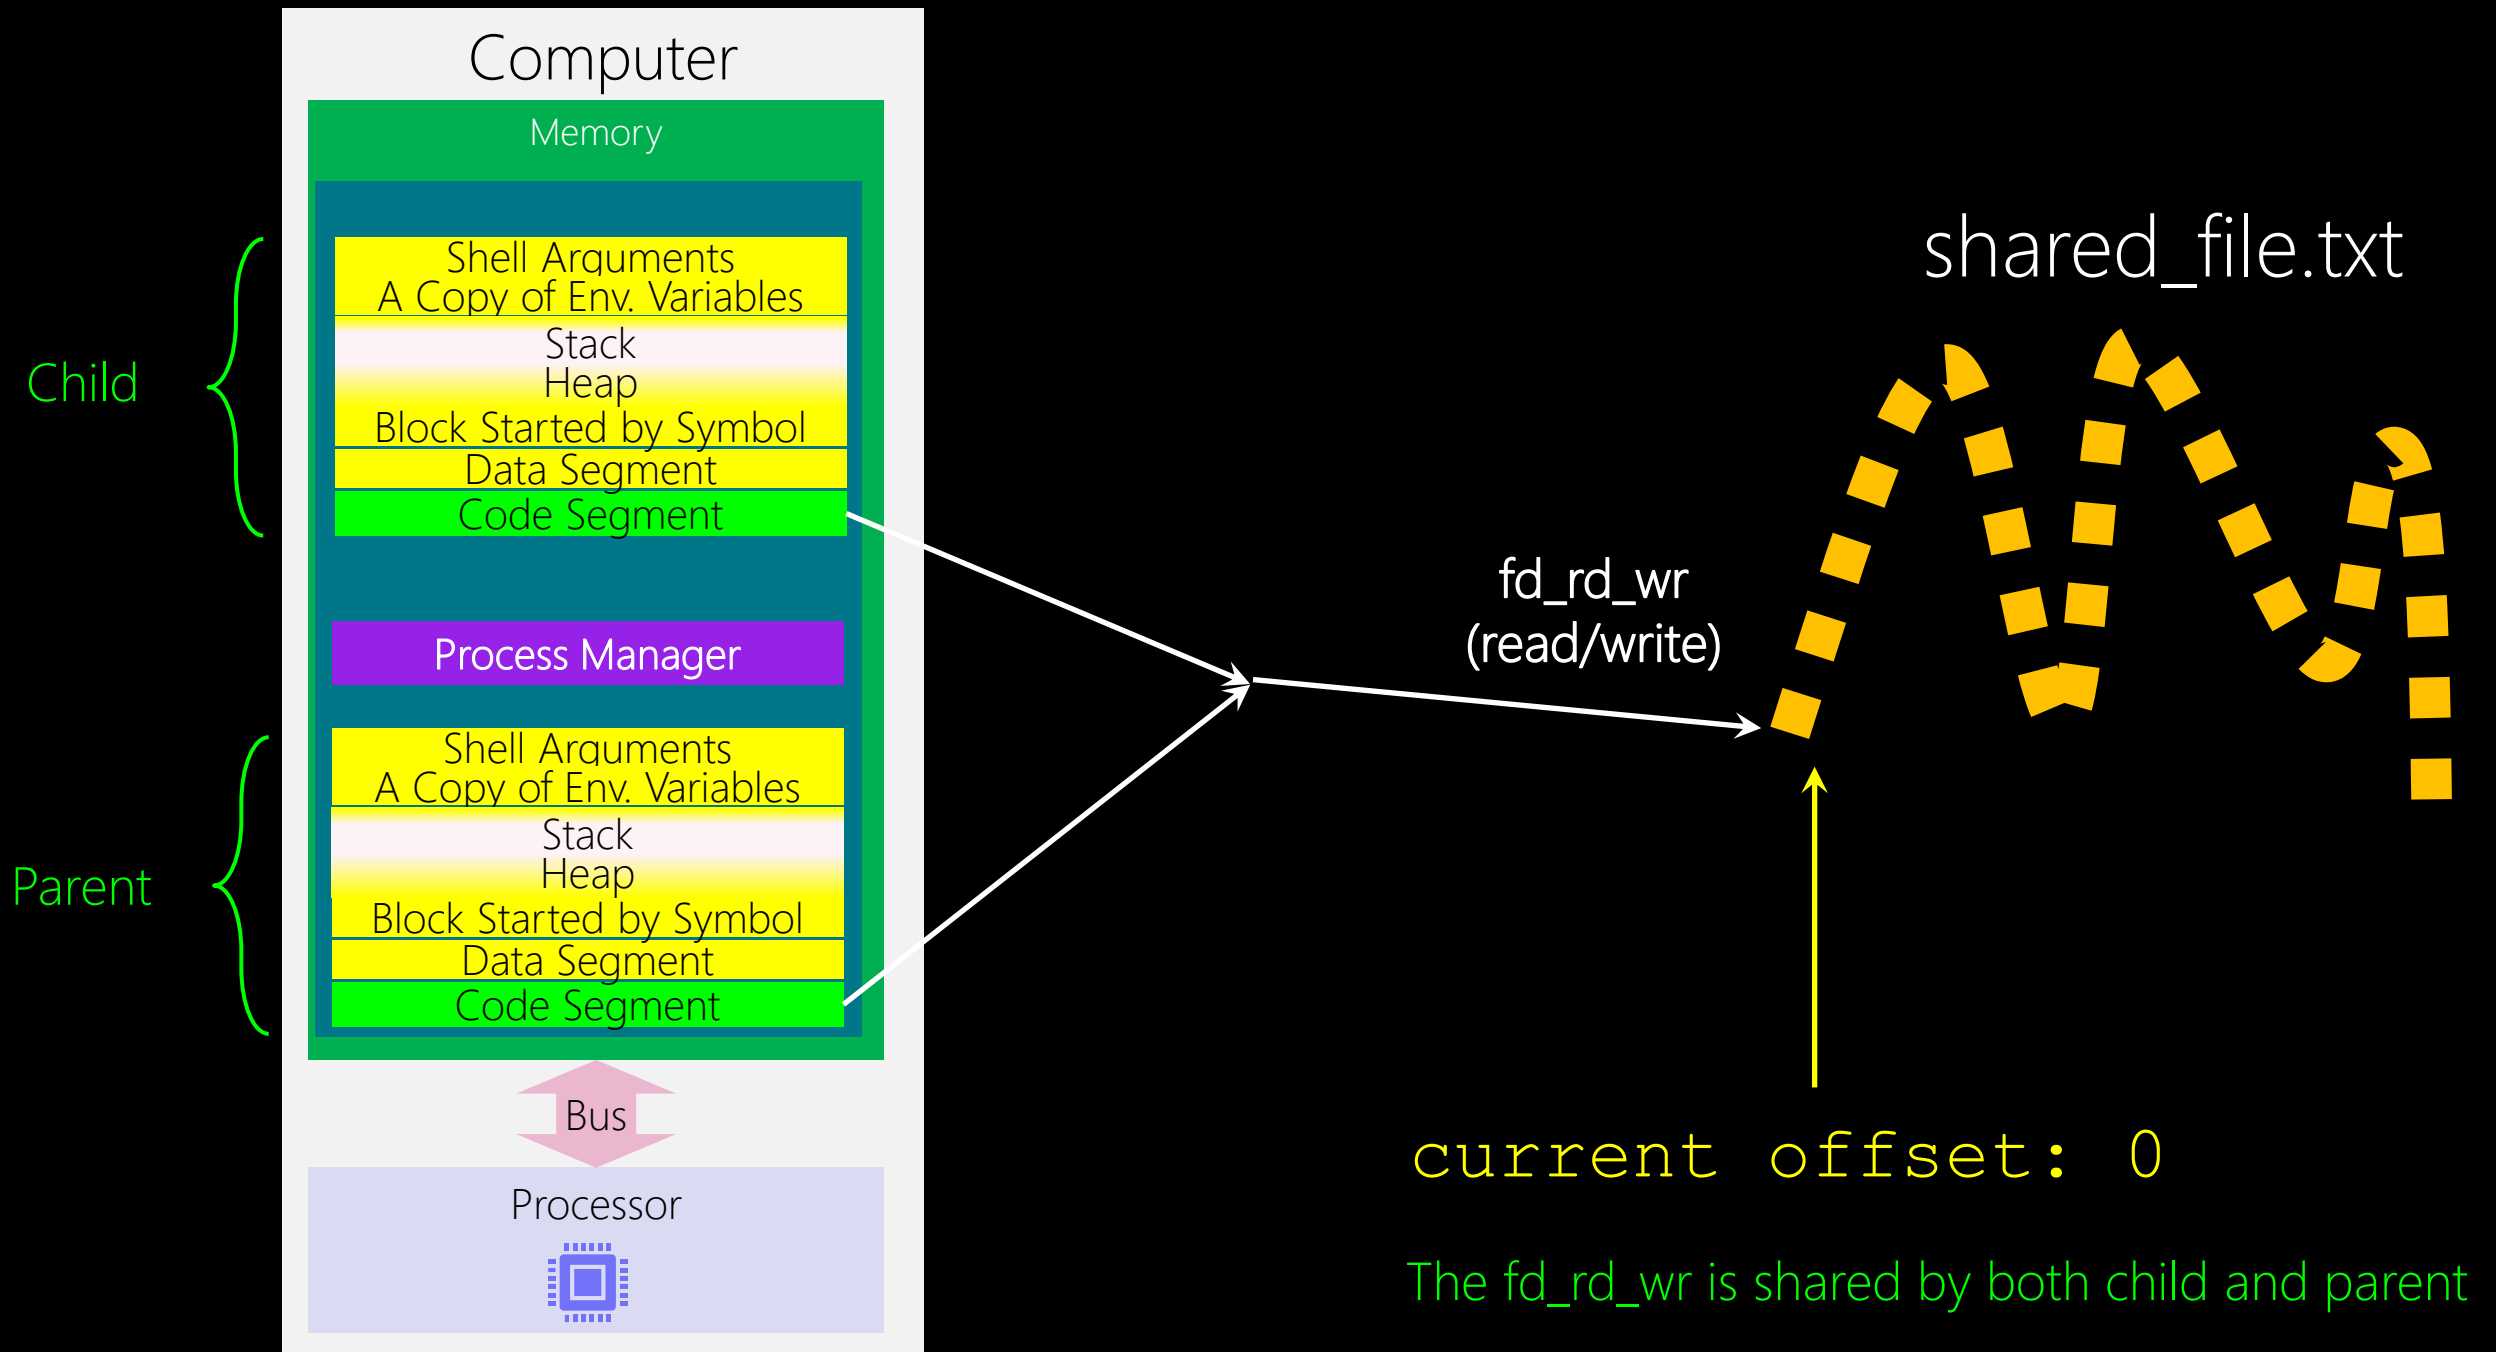 Computer
Memory
Child
Shell Arguments
A Copy of Env. Variables
Stack
Heap
Block Started by Symbol
Data Segment
Code Segment
Process Manager
Parent
Shell Arguments
A Copy of Env. Variables
Stack
Heap
Block Started by Symbol
Data Segment
Code Segment
Bus
Processor
shared_file.txt
fd_rd_wr
(read/write)
current offset: 0
The fd_rd_wr is shared by both child and parent